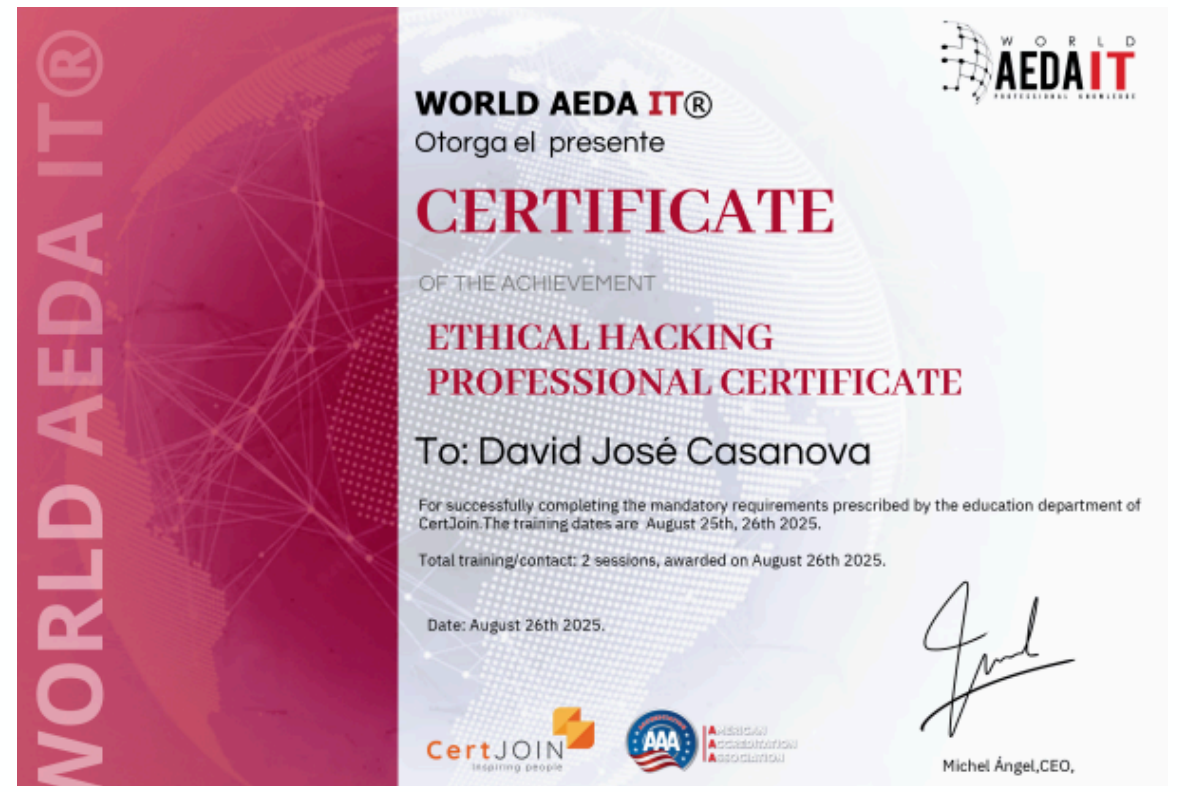 WORLD AEDA IT®
WORLD
AEDAIT
PROFESSIONAL KNOWLEDGE
WORLD AEDA IT®
Otorga el presente
CERTIFICATE
OF THE ACHIEVEMENT
ETHICAL HACKING
PROFESSIONAL CERTIFICATE
To: David José Casanova
For successfully completing the mandatory requirements prescribed by the education department of
CertJoin.The training dates are August 25th, 26th 2025.
Total training/contact: 2 sessions, awarded on August 26th 2025.
Date: August 26th 2025.
CertJOIN
Inspiring people
ACCREDITATION
AAA
AMERICAN
ACCREDITATION
ASSOCIATION
Michel Ángel,CEO,